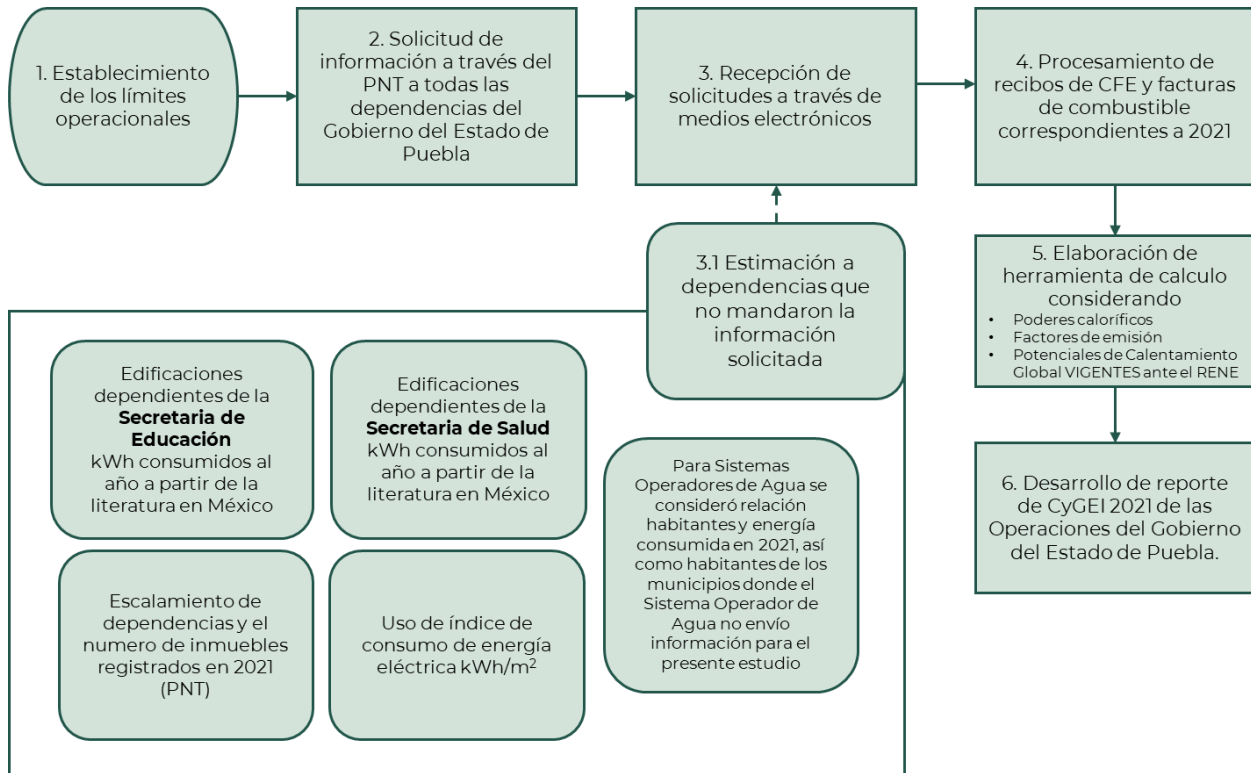 1. Establecimiento
de los límites
operacionales
2. Solicitud de
información a través del
PNT a todas las
dependencias del
Gobierno del Estado de
Puebla
3. Recepción de
solicitudes a través de
medios electrónicos
4. Procesamiento de
recibos de CFE y facturas
de combustible
correspondientes a 2021
3.1 Estimación a
dependencias que
no mandaron la
información
solicitada
5. Elaboración de
herramienta de calculo
considerando
• Poderes caloríficos
• Factores de emisión
• Potenciales de Calentamiento
Global VIGENTES ante el RENE
Edificaciones
dependientes de la
Secretaria de
Educación
kWh consumidos al
año a partir de la
literatura en México
Edificaciones
dependientes de la
Secretaria de Salud
kWh consumidos al
año a partir de la
literatura en México
Para Sistemas
Operadores de Agua se
consideró relación
habitantes y energía
consumida en 2021, así
como habitantes de los
municipios donde el
Sistema Operador de
Agua no envío
información para el
presente estudio
6. Desarrollo de reporte
de CyGEI 2021 de las
Operaciones del Gobierno
del Estado de Puebla.
Escalamiento de
dependencias y el
numero de inmuebles
registrados en 2021
(PNT)
Uso de índice de
consumo de energía
eléctrica kWh/m²